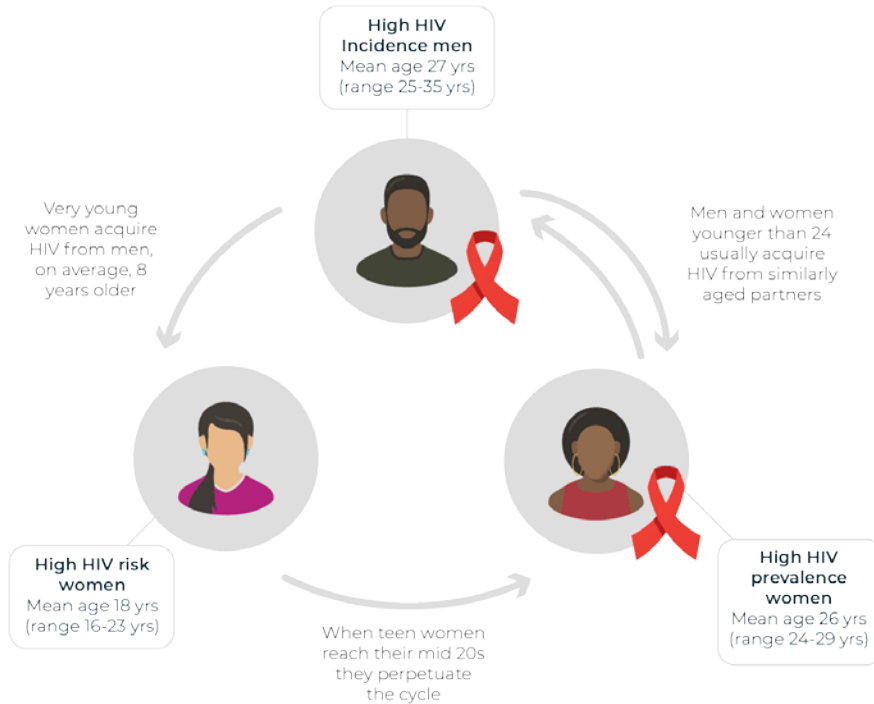 High HIV
Incidence men
Mean age 27 yrs
(range 25-35 yrs)
Very young
women acquire
HIV from men,
on average, 8
years older
Men and women
younger than 24
usually acquire
HIV from similarly
aged partners
High HIV risk
women
Mean age 18 yrs
(range 16-23 yrs)
When teen women
reach their mid 20s
they perpetuate
the cycle
High HIV
prevalence
women
Mean age 26 yrs
(range 24-29 yrs)